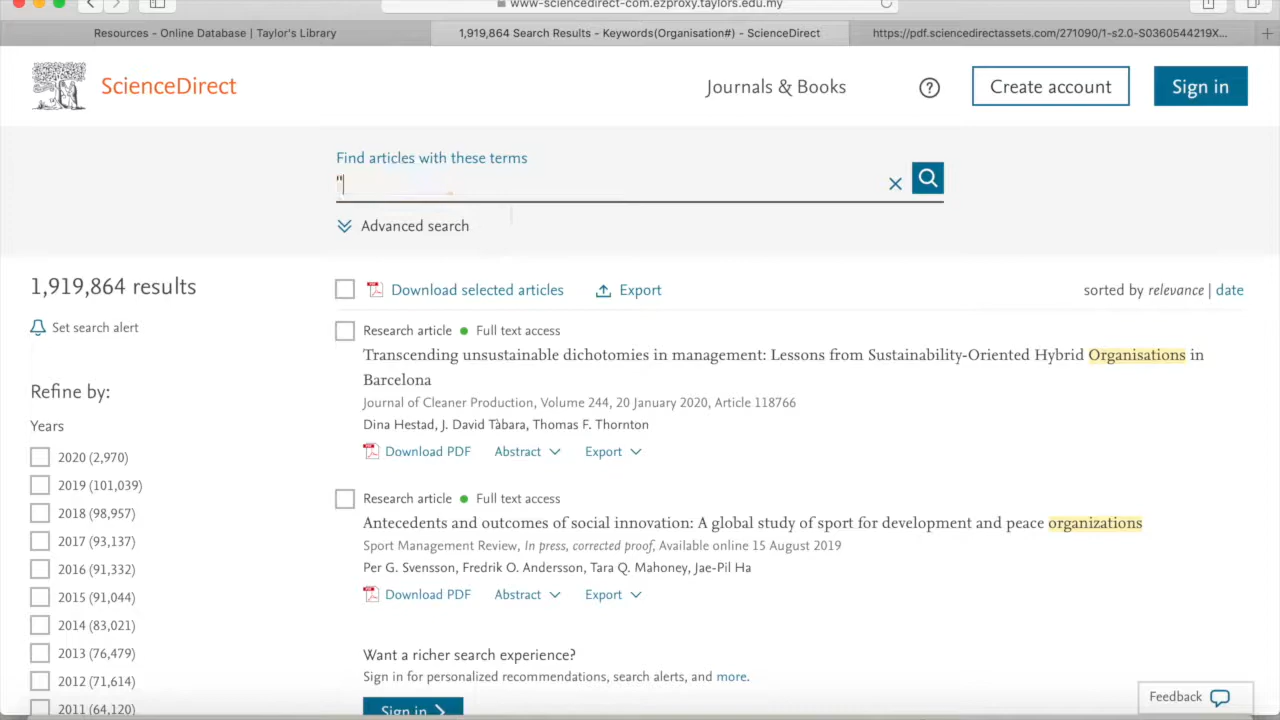 www-sciencedirect-com.ezproxy.taylors.edu.my
Resources - Online Database | Taylor's Library
1,919,864 Search Results - Keywords(Organisation#) - ScienceDirect
https://pdf.sciencedirectassets.com/271090/1-s2.0-S0360544219X...
ScienceDirect
Journals & Books
?
Create account
Sign in
Find articles with these terms
"
Advanced search
1,919,864 results
Set search alert
Refine by:
Years
2020 (2,970)
2019 (101,039)
2018 (98,957)
2017 (93,137)
2016 (91,332)
2015 (91,044)
2014 (83,021)
2013 (76,479)
2012 (71,614)
2011 (64,120)
Download selected articles
Export
sorted by relevance | date
Research article ● Full text access
Transcending unsustainable dichotomies in management: Lessons from Sustainability-Oriented Hybrid Organisations in
Barcelona
Journal of Cleaner Production, Volume 244, 20 January 2020, Article 118766
Dina Hestad, J. David Tàbara, Thomas F. Thornton
Download PDF
Abstract
Export
Research article ● Full text access
Antecedents and outcomes of social innovation: A global study of sport for development and peace organizations
Sport Management Review, In press, corrected proof, Available online 15 August 2019
Per G. Svensson, Fredrik O. Andersson, Tara Q. Mahoney, Jae-Pil Ha
Download PDF
Abstract
Export
Want a richer search experience?
Sign in for personalized recommendations, search alerts, and more.
Sign in
Feedback